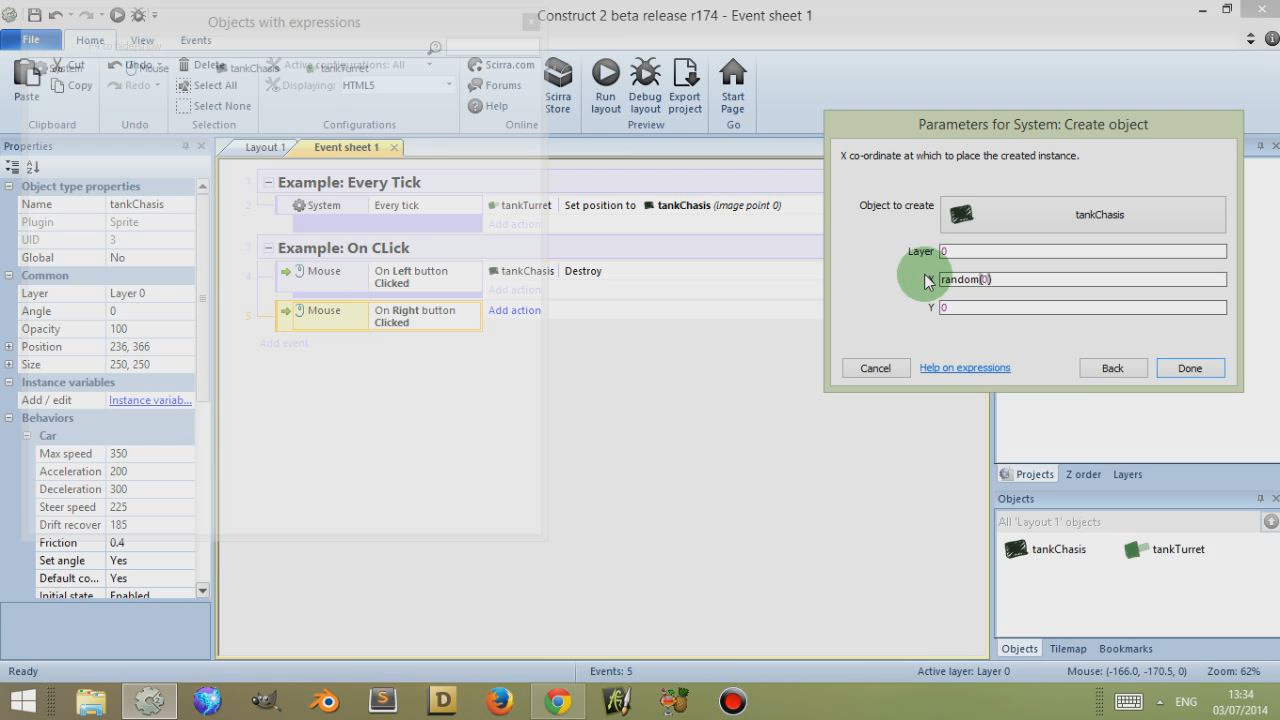 Objects with expressions
Construct 2 beta release r174 - Event sheet 1
File
Home
View
Events
Paste
Cut
Copy
Clipboard
Undo
Redo
Undo
Mouse
Delete
Select All
Select None
Selection
tankChasis
tankTurret
Active configurations: All
Displaying:
HTML5
Configurations
Scirra.com
Forums
Help
Online
Scirra Store
Run layout
Debug layout
Export project
Preview
Start Page
Go
Properties
Object type properties
Name tankChasis
Plugin Sprite
UID 3
Global No
Common
Layer Layer 0
Angle 0
Opacity 100
Position 236, 366
Size 250, 250
Instance variables
Add / edit Instance variab...
Behaviors
Car
Max speed 350
Acceleration 200
Deceleration 300
Steer speed 225
Drift recover 185
Friction 0.4
Set angle Yes
Default co... Yes
Initial state Enabled
Layout 1
Event sheet 1
1 Example: Every Tick
2 System Every tick tankTurret Set position to tankChasis (image point 0)
Add action
3 Example: On CLick
4 Mouse On Left button Clicked tankChasis Destroy
Add action
5 Mouse On Right button Clicked Add action
Add event
Parameters for System: Create object
X co-ordinate at which to place the created instance.
Object to create tankChasis
Layer 0
X random(0)
Y 0
Cancel
Help on expressions
Back
Done
Projects
Z order
Layers
Objects
All 'Layout 1' objects
tankChasis
tankTurret
Objects
Tilemap
Bookmarks
Ready
Events: 5
Active layer: Layer 0
Mouse: (-166.0, -170.5, 0)
Zoom: 62%
ENG
13:34
03/07/2014